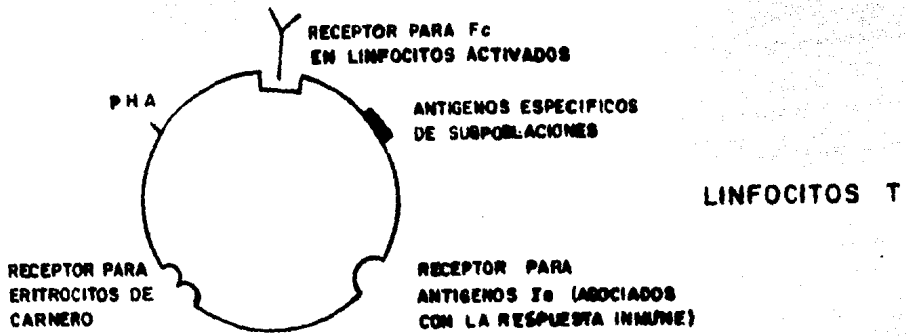 RECEPTOR PARA Fc
EN LINFOCITOS ACTIVADOS
PHA
ANTIGENOS ESPECIFICOS
DE SUBPOBLACIONES
LINFOCITOS T
RECEPTOR PARA
ERITROCITOS DE
CARNERO
RECEPTOR PARA
ANTIGENOS Ia (ASOCIADOS
CON LA RESPUESTA INMUNE)